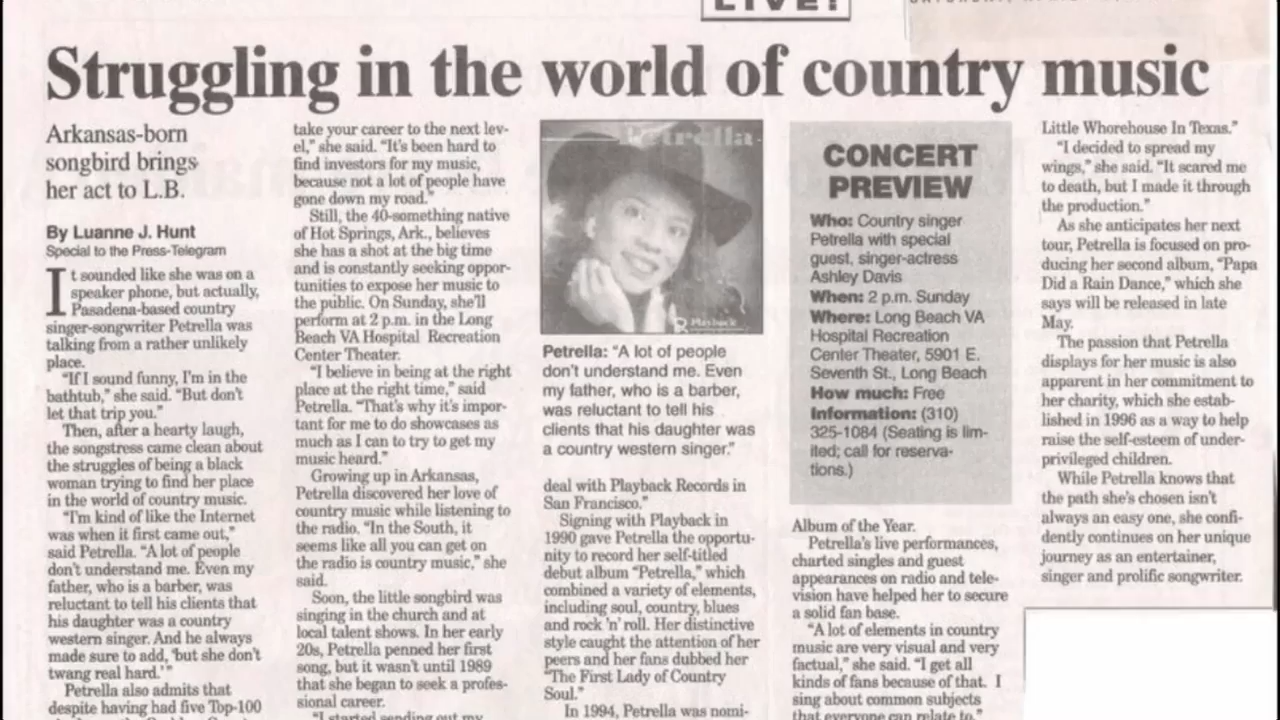 LIVE!
Struggling in the world of country music
Arkansas-born
songbird brings
her act to L.B.
By Luanne J. Hunt
Special to the Press-Telegram
It sounded like she was on a
speaker phone, but actually,
Pasadena-based country
singer-songwriter Petrella was
talking from a rather unlikely
place.
"If I sound funny, I'm in the
bathtub," she said. "But don't
let that trip you."
Then, after a hearty laugh,
the songstress came clean about
the struggles of being a black
woman trying to find her place
in the world of country music.
"I'm kind of like the Internet
was when it first came out,"
said Petrella. "A lot of people
don't understand me. Even my
father, who is a barber, was
reluctant to tell his clients that
his daughter was a country
western singer. And he always
made sure to add, 'but she don't
twang real hard.'"
Petrella also admits that
despite having had five Top-100
take your career to the next lev-
el," she said. "It's been hard to
find investors for my music,
because not a lot of people have
gone down my road."
Still, the 40-something native
of Hot Springs, Ark., believes
she has a shot at the big time
and is constantly seeking oppor-
tunities to expose her music to
the public. On Sunday, she'll
perform at 2 p.m. in the Long
Beach VA Hospital Recreation
Center Theater.
"I believe in being at the right
place at the right time," said
Petrella. "That's why it's impor-
tant for me to do showcases as
much as I can to try to get my
music heard."
Growing up in Arkansas,
Petrella discovered her love of
country music while listening to
the radio. "In the South, it
seems like all you can get on
the radio is country music," she
said.
Soon, the little songbird was
singing in the church and at
local talent shows. In her early
20s, Petrella penned her first
song, but it wasn't until 1989
that she began to seek a profes-
sional career.
"I started sending out my
Petrella
Playback
Petrella: "A lot of people
don't understand me. Even
my father, who is a barber,
was reluctant to tell his
clients that his daughter was
a country western singer."
deal with Playback Records in
San Francisco."
Signing with Playback in
1990 gave Petrella the opportu-
nity to record her self-titled
debut album "Petrella," which
combined a variety of elements,
including soul, country, blues
and rock 'n' roll. Her distinctive
style caught the attention of her
peers and her fans dubbed her
"The First Lady of Country
Soul."
In 1994, Petrella was nomi-
CONCERT
PREVIEW
Who: Country singer
Petrella with special
guest, singer-actress
Ashley Davis
When: 2 p.m. Sunday
Where: Long Beach VA
Hospital Recreation
Center Theater, 5901 E.
Seventh St., Long Beach
How much: Free
Information: (310)
325-1084 (Seating is lim-
ited; call for reserva-
tions.)
Album of the Year.
Petrella's live performances,
charted singles and guest
appearances on radio and tele-
vision have helped her to secure
a solid fan base.
"A lot of elements in country
music are very visual and very
factual," she said. "I get all
kinds of fans because of that. I
sing about common subjects
that everyone can relate to."
Little Whorehouse In Texas."
"I decided to spread my
wings," she said. "It scared me
to death, but I made it through
the production."
As she anticipates her next
tour, Petrella is focused on pro-
ducing her second album, "Papa
Did a Rain Dance," which she
says will be released in late
May.
The passion that Petrella
displays for her music is also
apparent in her commitment to
her charity, which she estab-
lished in 1996 as a way to help
raise the self-esteem of under-
privileged children.
While Petrella knows that
the path she's chosen isn't
always an easy one, she confi-
dently continues on her unique
journey as an entertainer,
singer and prolific songwriter.